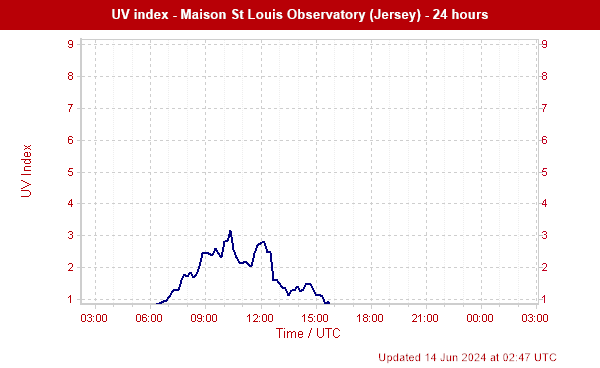 UV index - Maison St Louis Observatory (Jersey) - 24 hours
9 9
8 8
7 7
6 6
5 5
4 4
3 3
2 2
1 1
UV Index
03:00 06:00 09:00 12:00 15:00 18:00 21:00 00:00 03:00
Time / UTC
Updated 14 Jun 2024 at 02:47 UTC